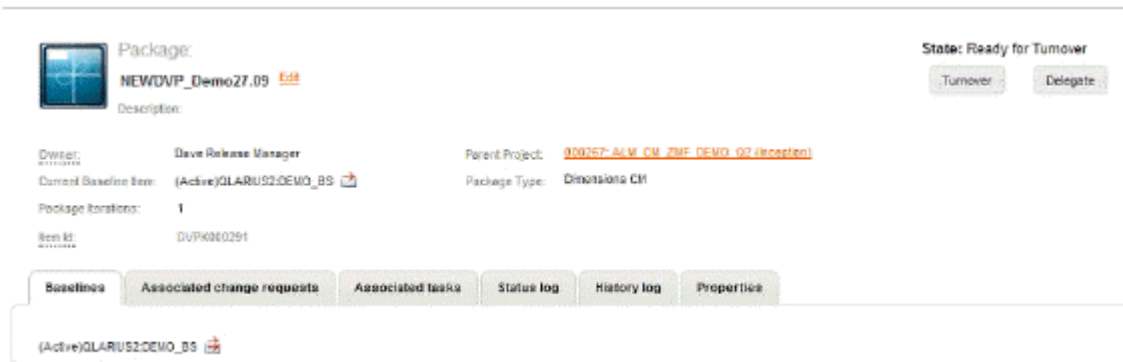 Package:
State: Ready for Turnover
NEWDVP_Demo27.09 Edit
Turnover Delegate
Description:
Owner: Dave Release Manager Parent Project: 000267: ALM_CM_ZMF_DEMO_Q2 (Inception)
Current Baseline Item: (Active)QLARIUS2:DEMO_BS Package Type: Dimensions CM
Package Iterations: 1
Item Id: DVPK000291
Baselines Associated change requests Associated tasks Status log History log Properties
(Active)QLARIUS2:DEMO_BS